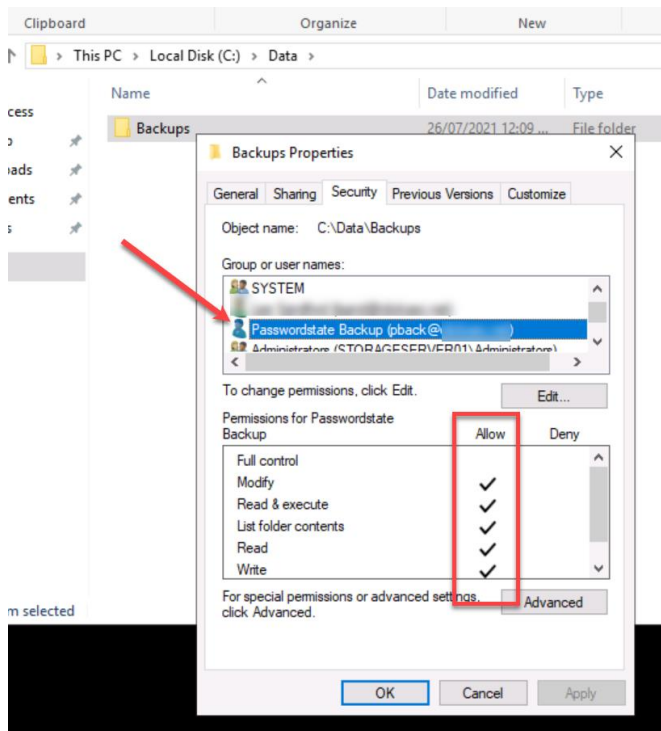 Clipboard Organize New
This PC > Local Disk (C:) > Data >
Name Date modified Type
cess
Backups 26/07/2021 12:09 ... File folder
ads
ents
s
Backups Properties
General Sharing Security Previous Versions Customize
Object name: C:\Data\Backups
Group or user names:
SYSTEM
Passwordstate Backup (pback@ )
Administrators (STORAGESERVER01\Administrators)
To change permissions, click Edit.
Edit...
Permissions for Passwordstate
Backup Allow Deny
Full control
Modify
Read & execute
List folder contents
Read
Write
For special permissions or advanced settings,
click Advanced.
Advanced
m selected
OK Cancel Apply